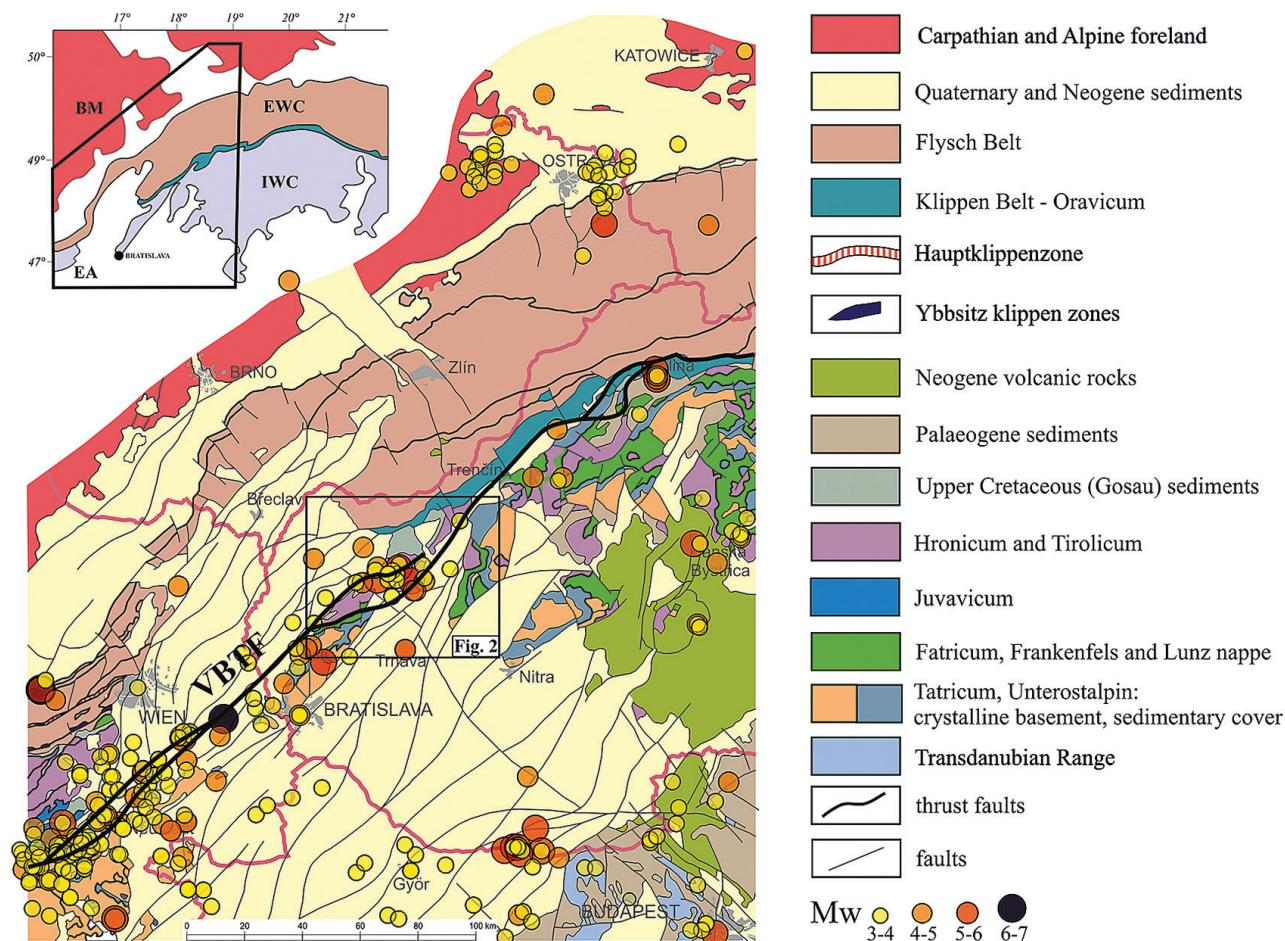 17° 18° 19° 20° 21°
50°
49°
47°
BM
EWC
IWC
EA
BRATISLAVA
KATOWICE
OSTRAVA
BRNO
Zlín
Trenčín
Břeclav
Bystrica
Fig. 2
Trnava
Nitra
VBTF
WIEN
BRATISLAVA
Györ
BUDAPEST
0 20 40 60 80 100 km
Carpathian and Alpine foreland
Quaternary and Neogene sediments
Flysch Belt
Klippen Belt - Oravicum
Hauptklippenzone
Ybbsitz klippen zones
Neogene volcanic rocks
Palaeogene sediments
Upper Cretaceous (Gosau) sediments
Hronicum and Tirolicum
Juvavicum
Fatricum, Frankenfels and Lunz nappe
Tatricum, Unterostalpin:
crystalline basement, sedimentary cover
Transdanubian Range
thrust faults
faults
Mw
3-4 4-5 5-6 6-7